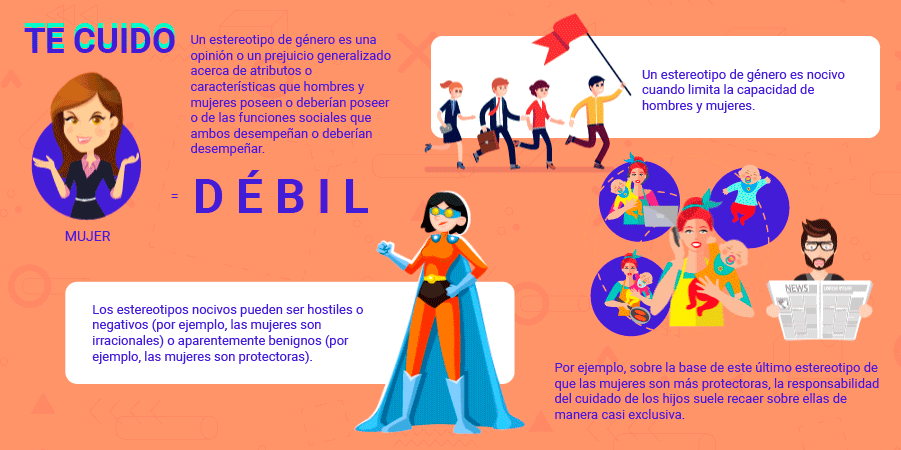 TE CUIDO
Un estereotipo de género es una
opinión o un prejuicio generalizado
acerca de atributos o
características que hombres y
mujeres poseen o deberían poseer
o de las funciones sociales que
ambos desempeñan o deberían
desempeñar.
Un estereotipo de género es nocivo
cuando limita la capacidad de
hombres y mujeres.
= DÉBIL
MUJER
Los estereotipos nocivos pueden ser hostiles o
negativos (por ejemplo, las mujeres son
irracionales) o aparentemente benignos (por
ejemplo, las mujeres son protectoras).
NEWS
Por ejemplo, sobre la base de este último estereotipo de
que las mujeres son más protectoras, la responsabilidad
del cuidado de los hijos suele recaer sobre ellas de
manera casi exclusiva.